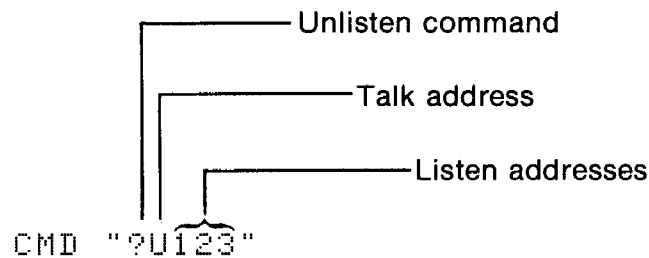 Unlisten command
Talk address
Listen addresses
CMD "?U123"